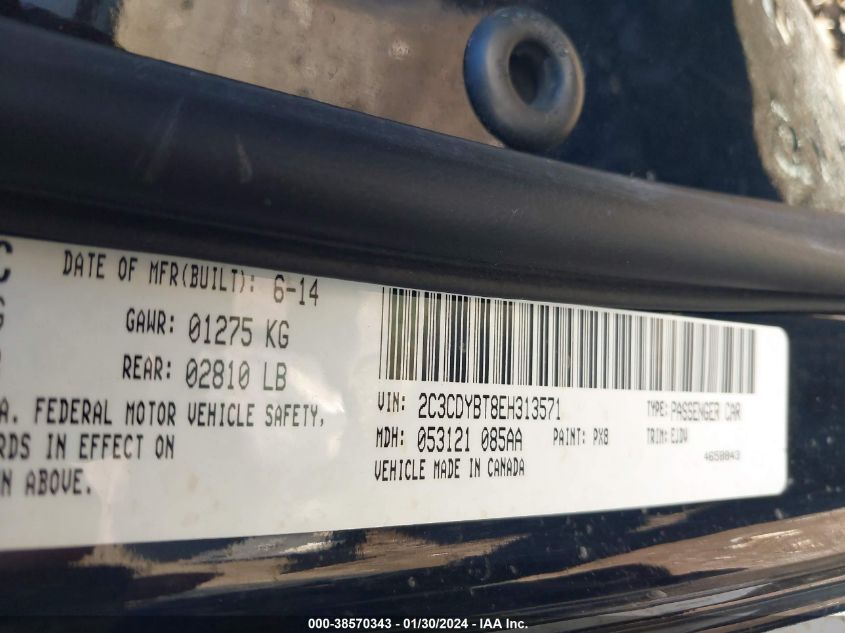 C DATE OF MFR(BUILT): 6-14
GAWR: 01275 KG
REAR: 02810 LB
A. FEDERAL MOTOR VEHICLE SAFETY,
RDS IN EFFECT ON
N ABOVE.
VIN: 2C3CDYBT8EH313571 TYPE: PASSENGER CAR
MDH: 053121 085AA PAINT: PX8 TRIM: EJDV
VEHICLE MADE IN CANADA 4658843
000-38570343 - 01/30/2024 - IAA Inc.